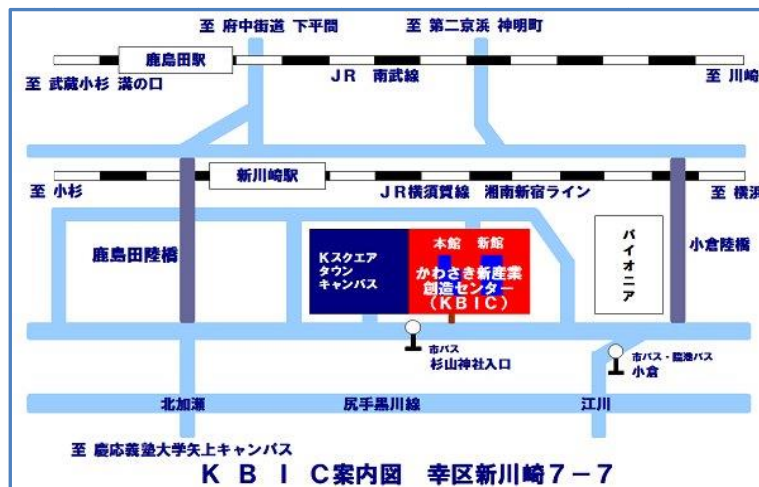 至 府中街道 下平間
至 第二京浜 神明町
鹿島田駅
JR 南武線
至 武蔵小杉 溝の口
至 川崎
新川崎駅
至 小杉
JR横須賀線 湘南新宿ライン
至 横浜
鹿島田陸橋
Kスクエア
タウン
キャンパス
本館 新館
かわさき新産業
創造センター
(KBIC)
パイオニア
小倉陸橋
市バス
杉山神社入口
市バス・臨港バス
小倉
北加瀬
尻手黒川線
江川
至 慶応義塾大学矢上キャンパス
KBIC案内図 幸区新川崎7-7